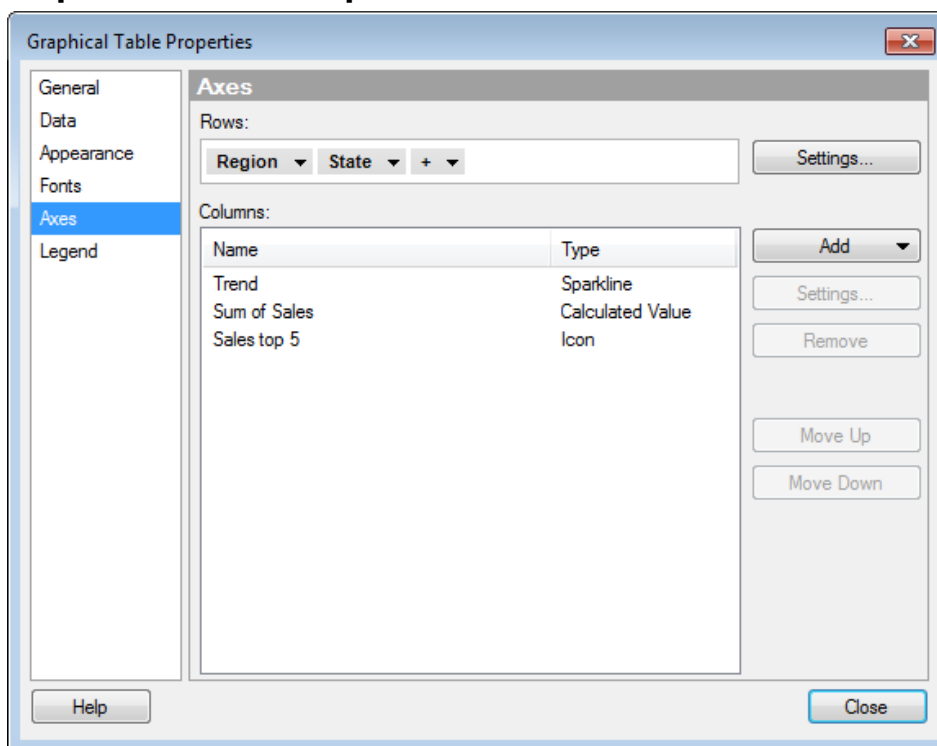 Graphical Table Properties
General
Data
Appearance
Fonts
Axes
Legend
Axes
Rows:
Region State +
Settings...
Columns:
Name Type
Trend Sparkline
Sum of Sales Calculated Value
Sales top 5 Icon
Add
Settings...
Remove
Move Up
Move Down
Help Close